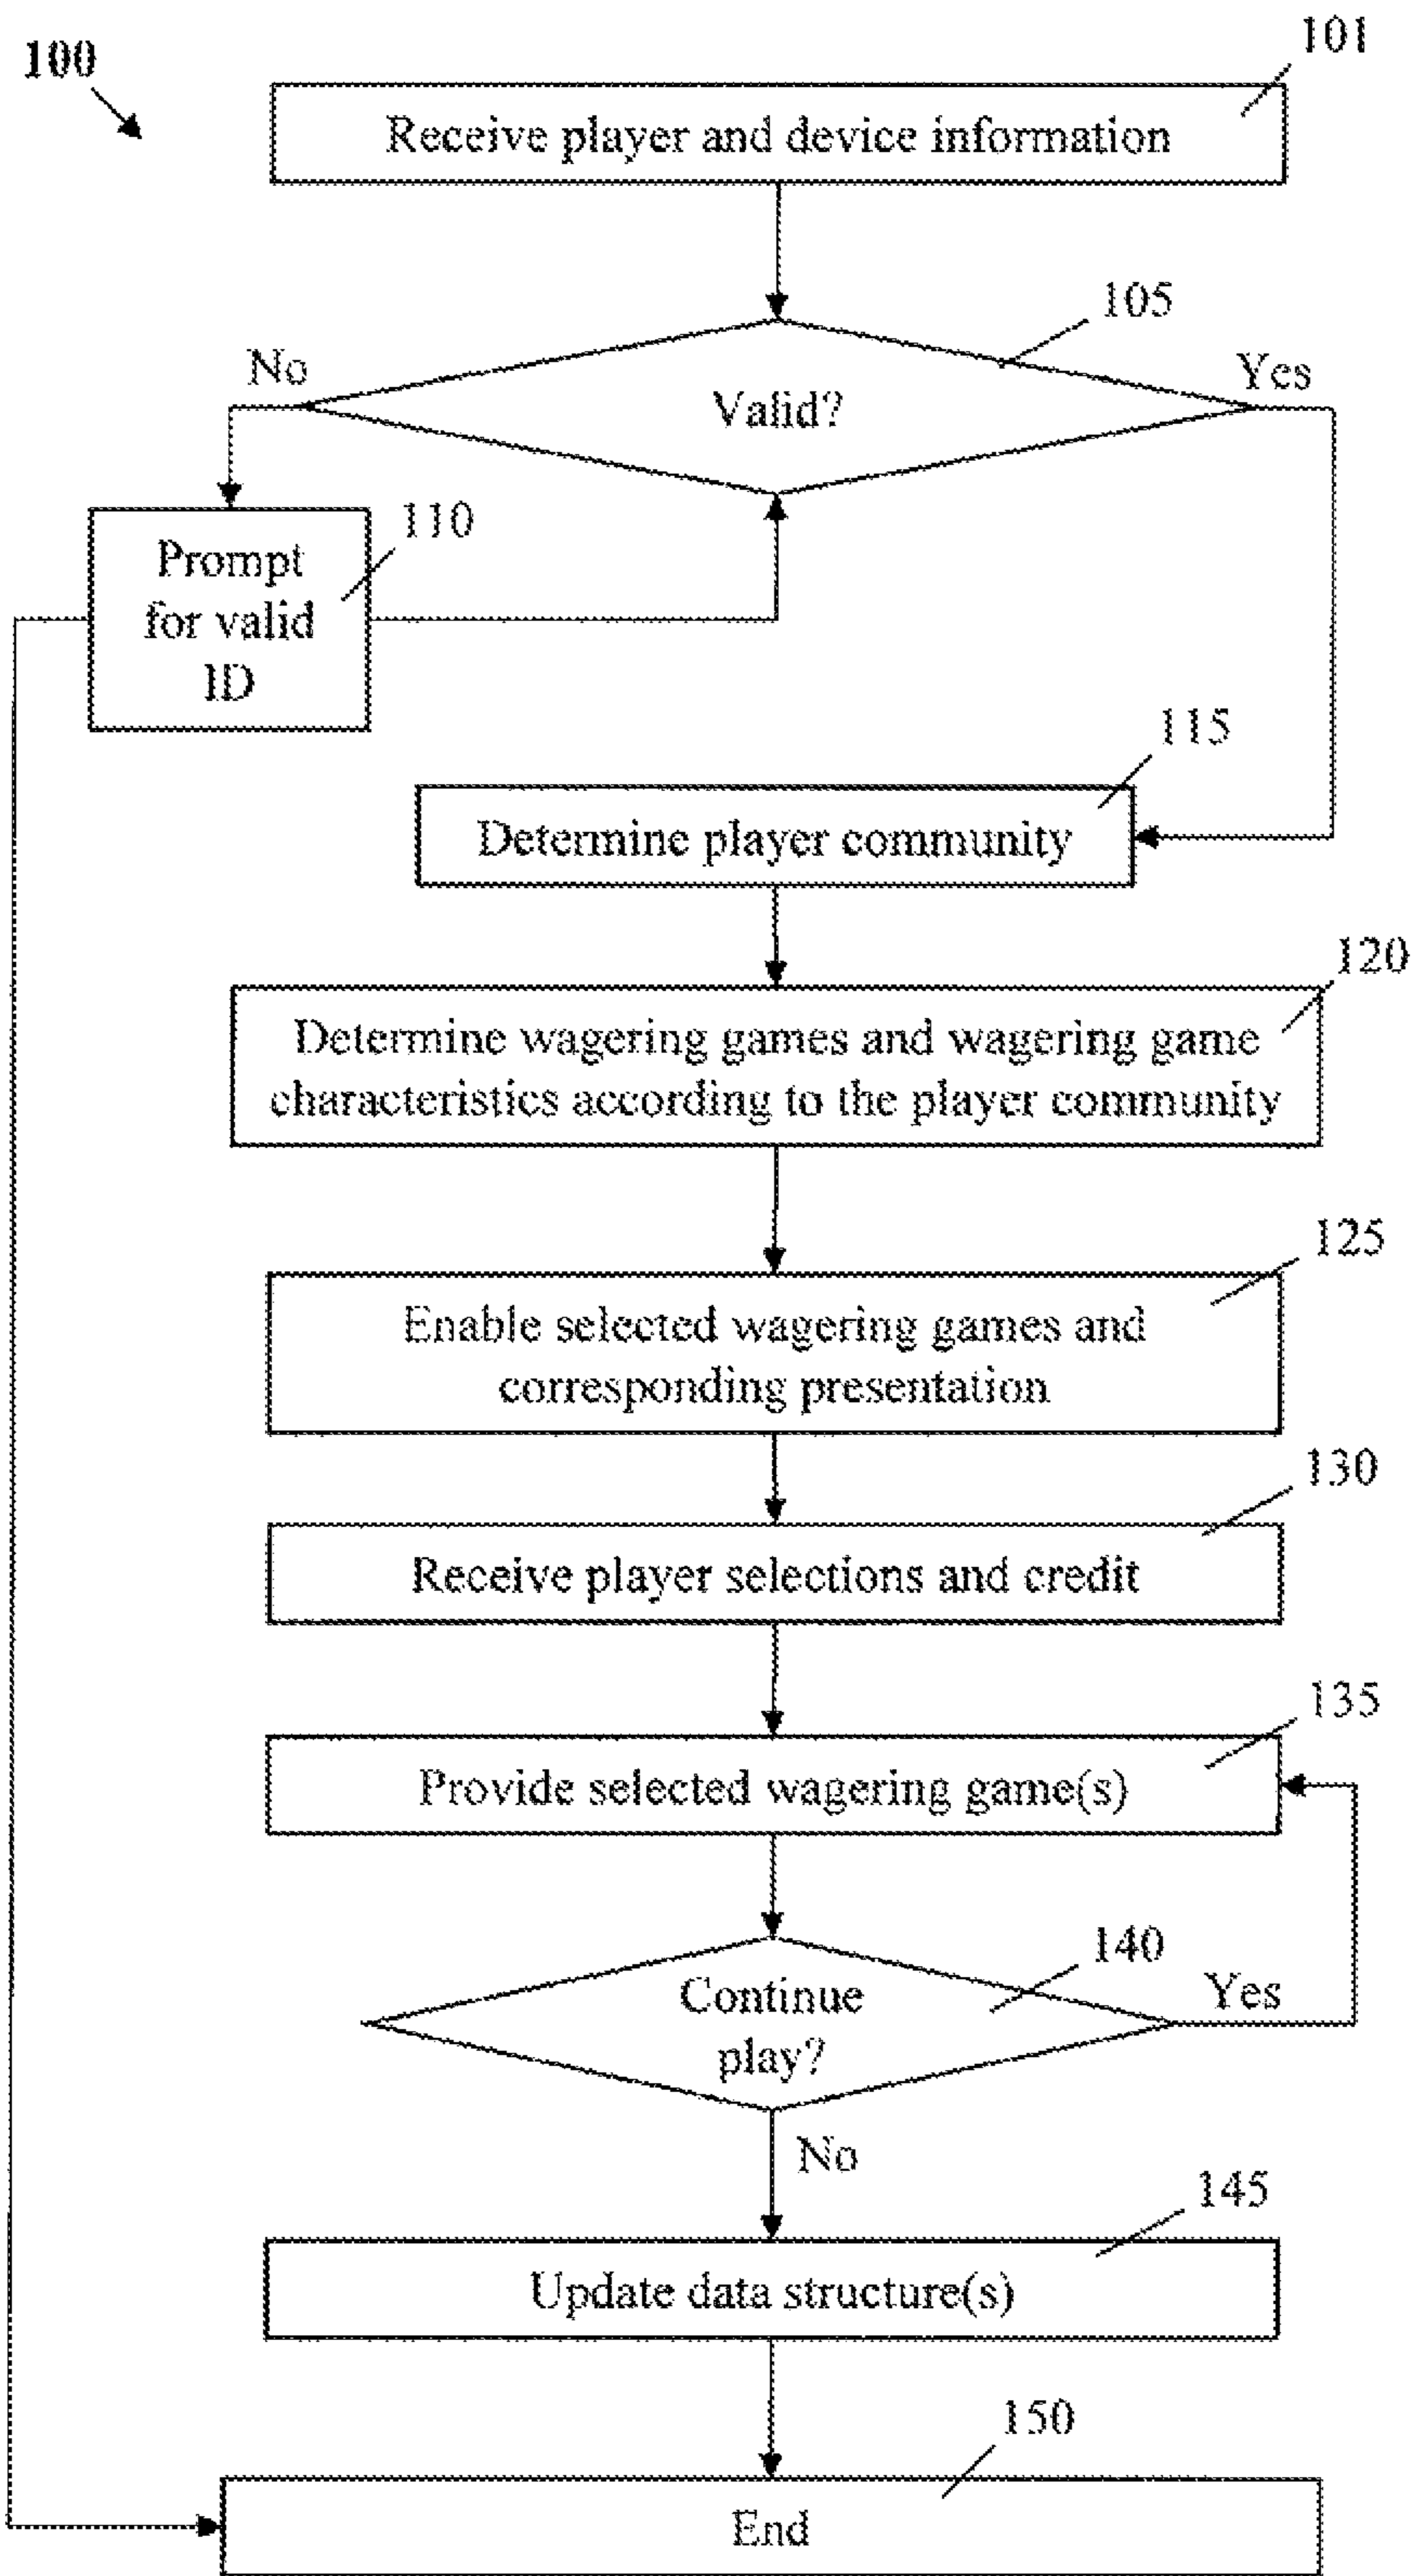 100
101
Receive player and device information
105
No
Yes
Valid?
110
Prompt
for valid
ID
115
Determine player community
120
Determine wagering games and wagering game
characteristics according to the player community
125
Enable selected wagering games and
corresponding presentation
130
Receive player selections and credit
135
Provide selected wagering game(s)
140
Continue
play?
Yes
No
145
Update data structure(s)
150
End